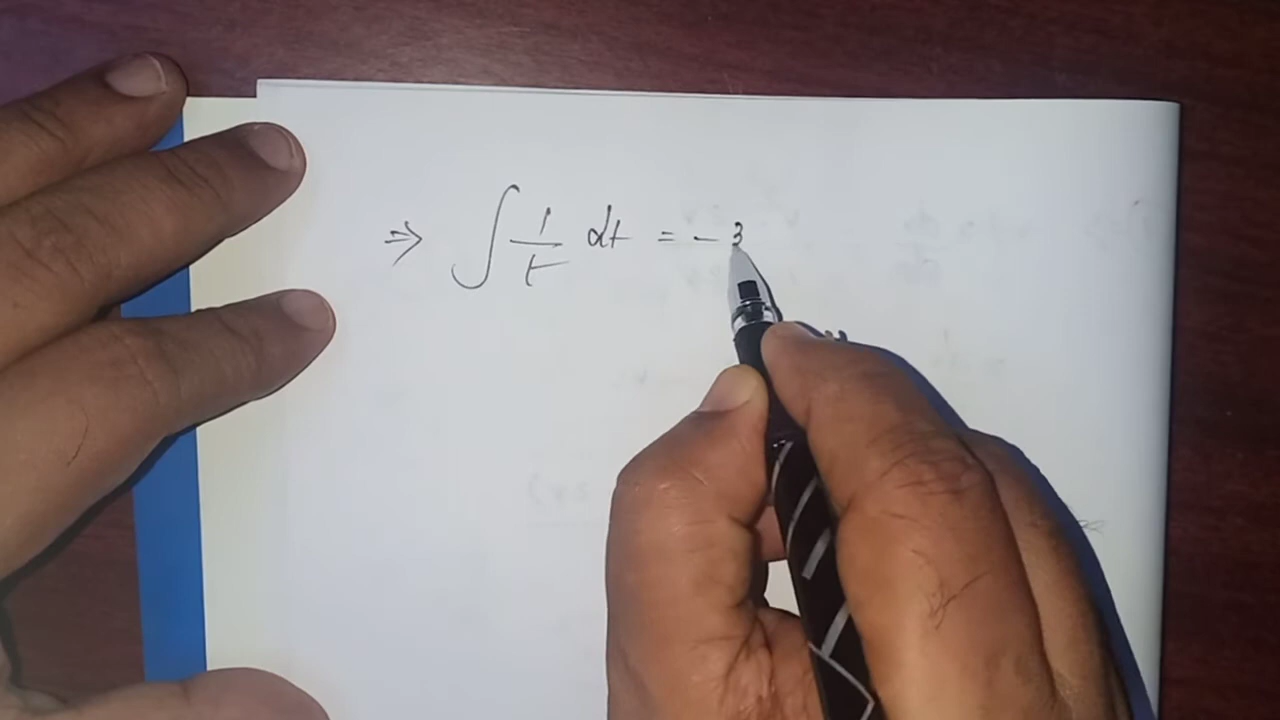 ⇒ ∫ 1/t dt = - 3